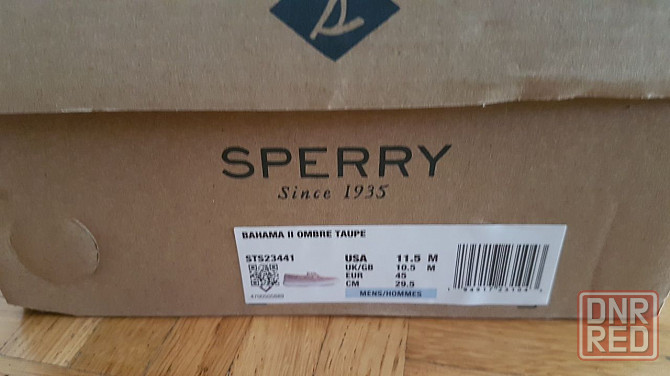 SPERRY
Since 1935
BAHAMA II OMBRE TAUPE
STS23441
USA 11.5 M
UK/GB 10.5 M
EUR 45
CM 29.5
MENS/HOMMES
DNR
RED